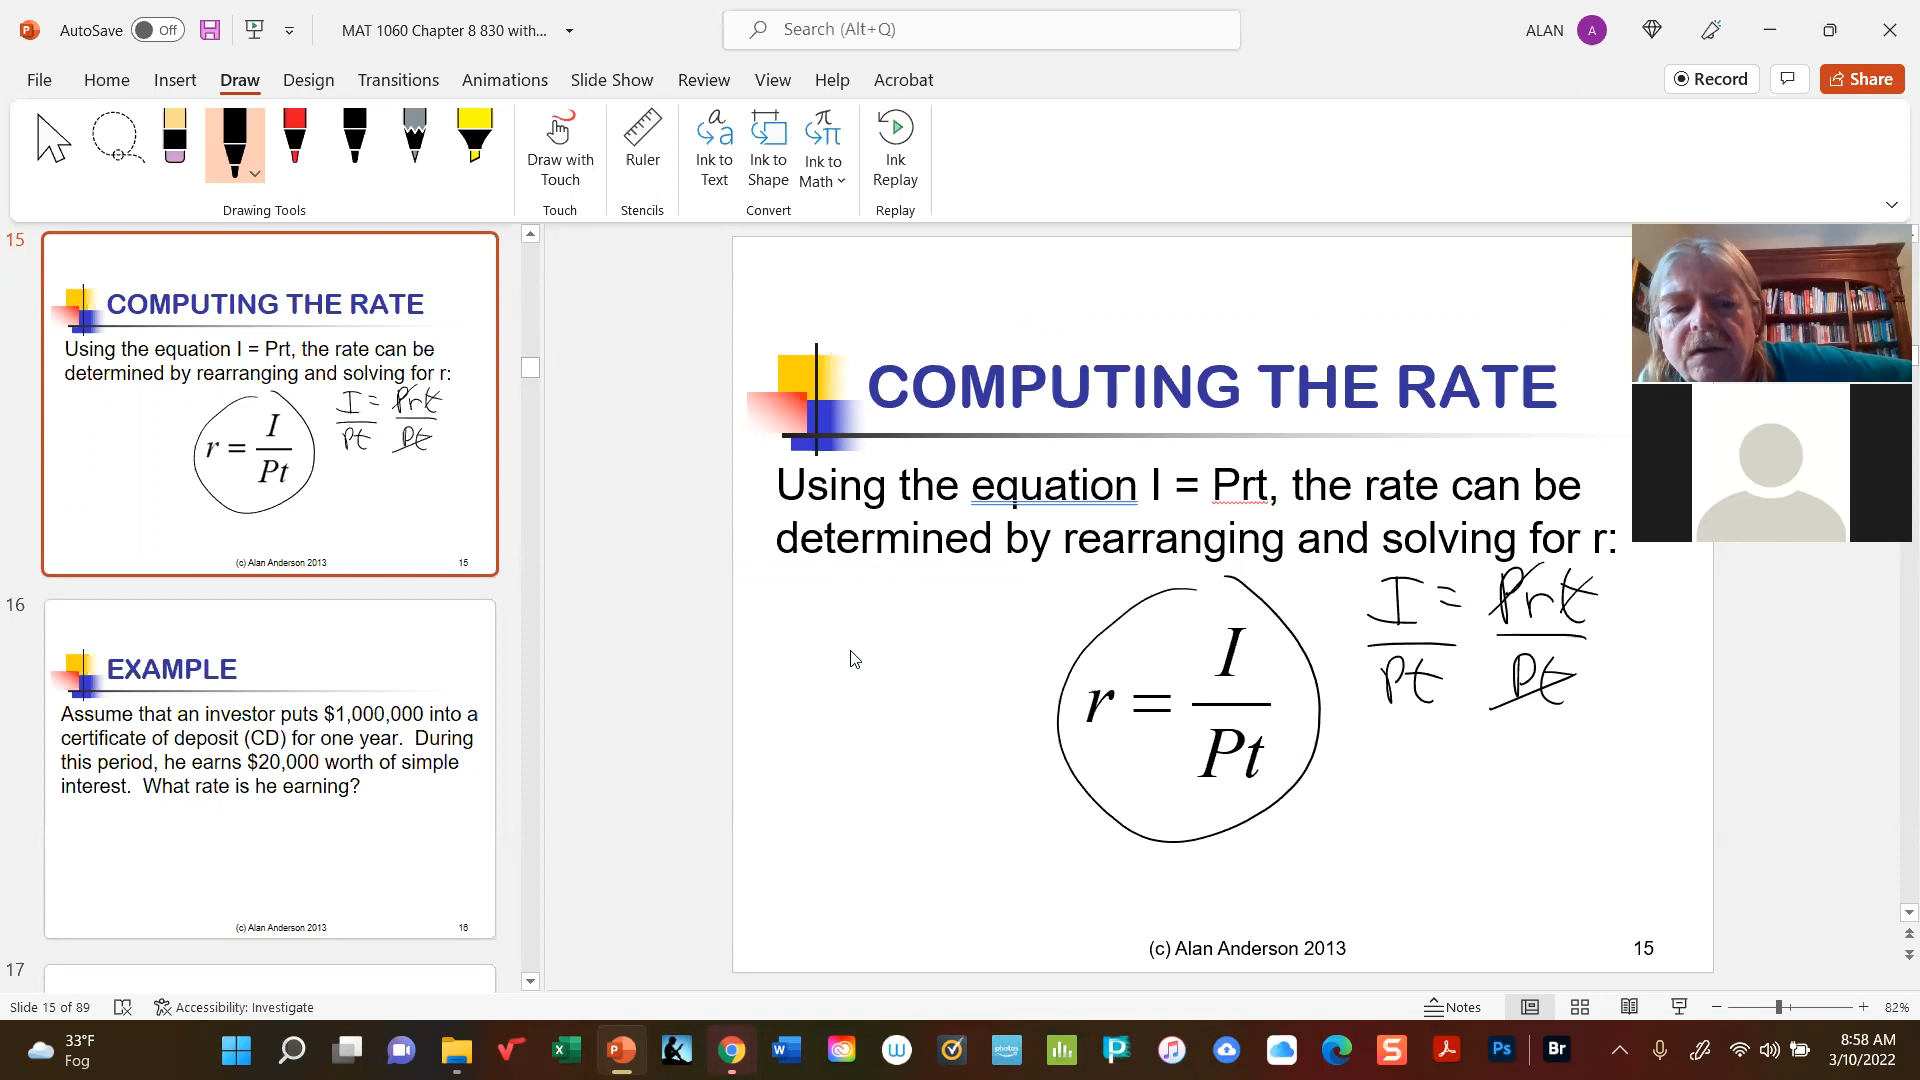 AutoSave Off
MAT 1060 Chapter 8 830 with...
Search (Alt+Q)
ALAN A
File Home Insert Draw Design Transitions Animations Slide Show Review View Help Acrobat
Record Share
Draw with Touch
Ruler
Ink to Text
Ink to Shape
Ink to Math
Ink Replay
Drawing Tools Touch Stencils Convert Replay
15
COMPUTING THE RATE
Using the equation I = Prt, the rate can be
determined by rearranging and solving for r:
r = I/Pt
I = Prt
Pt Pt
(c) Alan Anderson 2013 15
16
EXAMPLE
Assume that an investor puts $1,000,000 into a
certificate of deposit (CD) for one year. During
this period, he earns $20,000 worth of simple
interest. What rate is he earning?
(c) Alan Anderson 2013 16
17
COMPUTING THE RATE
Using the equation I = Prt, the rate can be
determined by rearranging and solving for r:
r = I/Pt
I = Prt
Pt Pt
(c) Alan Anderson 2013 15
Slide 15 of 89 Accessibility: Investigate Notes 82%
33°F
Fog
8:58 AM
3/10/2022